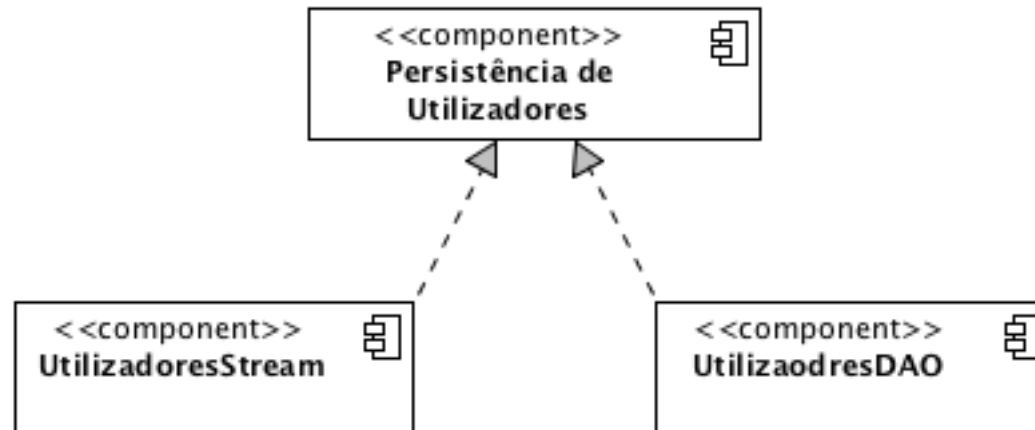 <<component>>
Persistência de
Utilizadores
<<component>>
UtilizadoresStream
<<component>>
UtilizaodresDAO